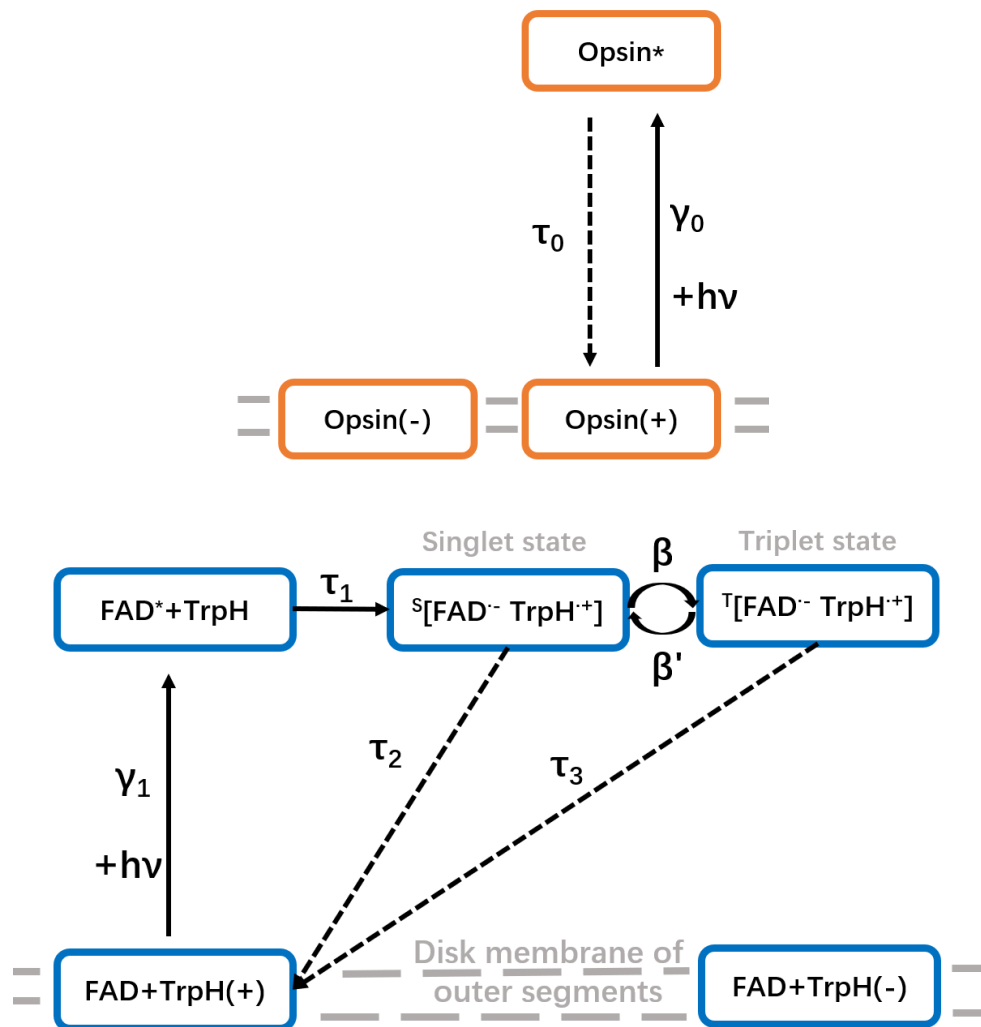 Opsin*
τ₀
γ₀
+hν
Opsin(-)
Opsin(+)
Singlet state
Triplet state
FAD*+TrpH
τ₁
ˢ[FAD·⁻ TrpH·⁺]
β
β'
ᵀ[FAD·⁻ TrpH·⁺]
γ₁
+hν
τ₂
τ₃
FAD+TrpH(+)
Disk membrane of
outer segments
FAD+TrpH(-)